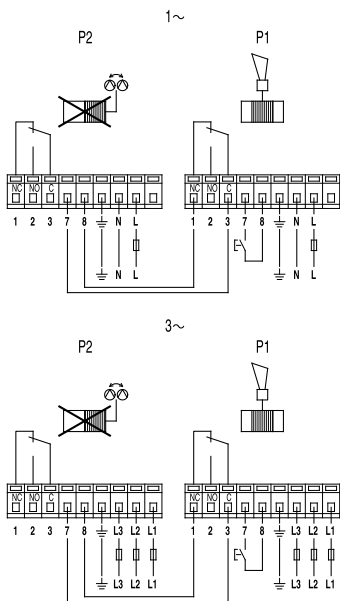 1~
P2 P1
NC NO C NC NO C
1 2 3 7 8 N L 1 2 3 7 8 N L
N L N L
3~
P2 P1
NC NO C NC NO C
1 2 3 7 8 L3 L2 L1 1 2 3 7 8 L3 L2 L1
L3 L2 L1 L3 L2 L1